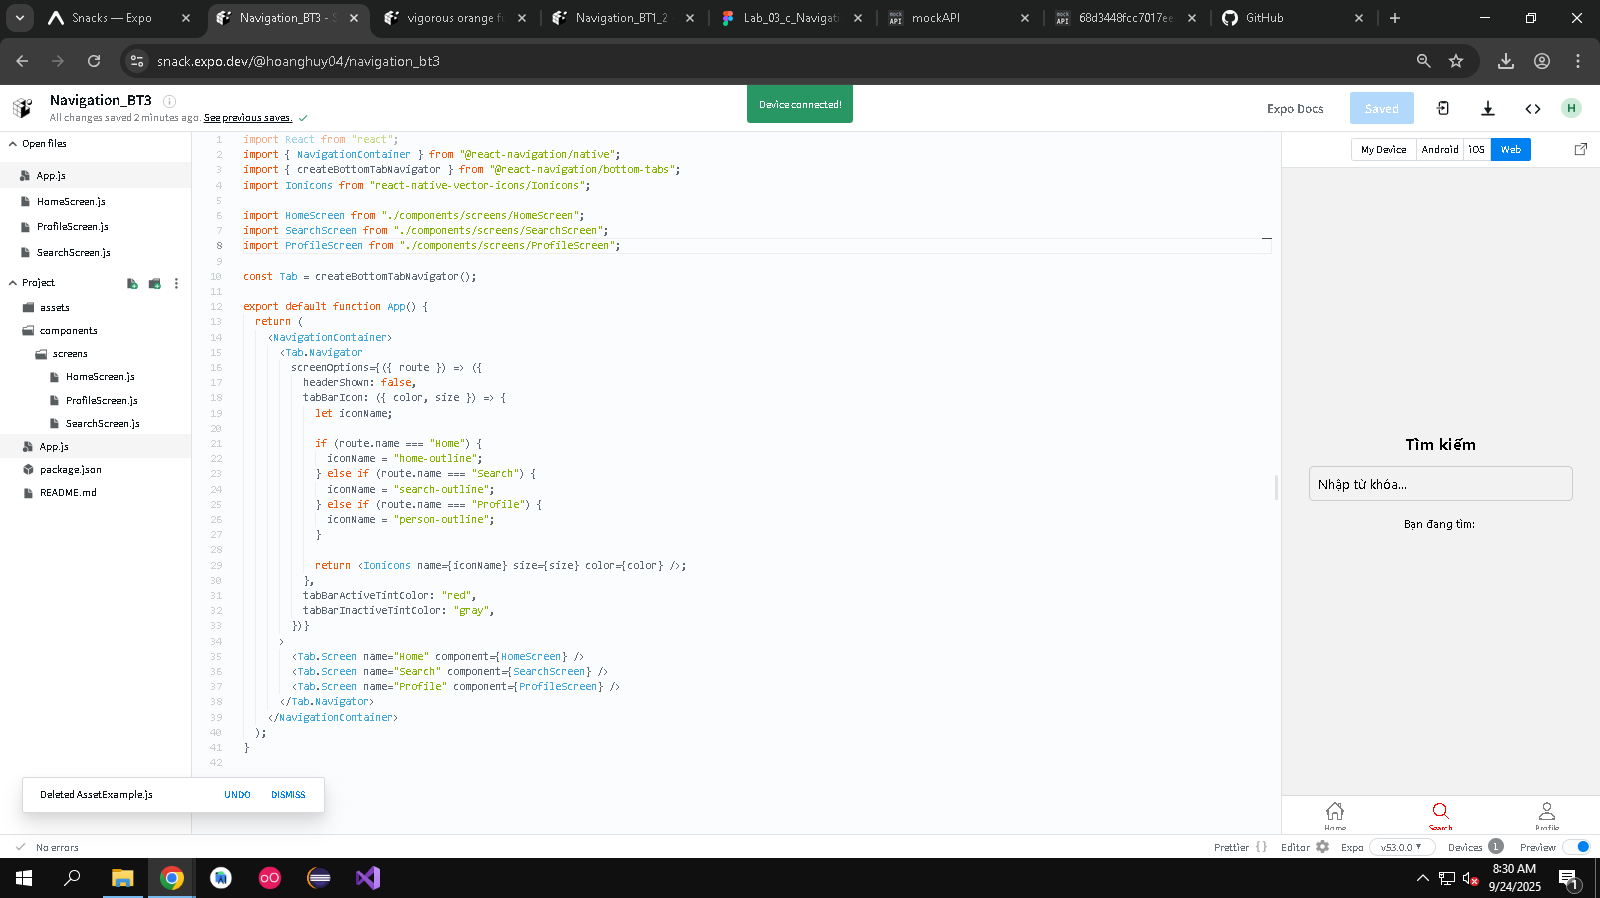 Snacks — Expo
Navigation_BT3 - S
vigorous orange f
Navigation_BT1_2
Lab_03_c_Navigati
mockAPI
68d3448fcc7017ee
GitHub
snack.expo.dev/@hoanghuy04/navigation_bt3
Navigation_BT3
All changes saved 2 minutes ago. See previous saves.
Device connected!
Expo Docs
Saved
H
Open files
App.js
HomeScreen.js
ProfileScreen.js
SearchScreen.js
Project
assets
components
screens
HomeScreen.js
ProfileScreen.js
SearchScreen.js
App.js
package.json
README.md
1 import React from "react";
2 import { NavigationContainer } from "@react-navigation/native";
3 import { createBottomTabNavigator } from "@react-navigation/bottom-tabs";
4 import Ionicons from "react-native-vector-icons/Ionicons";
5
6 import HomeScreen from "./components/screens/HomeScreen";
7 import SearchScreen from "./components/screens/SearchScreen";
8 import ProfileScreen from "./components/screens/ProfileScreen";
9
10 const Tab = createBottomTabNavigator();
11
12 export default function App() {
13 return (
14 <NavigationContainer>
15 <Tab.Navigator
16 screenOptions={({ route }) => ({
17 headerShown: false,
18 tabBarIcon: ({ color, size }) => {
19 let iconName;
20
21 if (route.name === "Home") {
22 iconName = "home-outline";
23 } else if (route.name === "Search") {
24 iconName = "search-outline";
25 } else if (route.name === "Profile") {
26 iconName = "person-outline";
27 }
28
29 return <Ionicons name={iconName} size={size} color={color} />;
30 },
31 tabBarActiveTintColor: "red",
32 tabBarInactiveTintColor: "gray",
33 })}
34 >
35 <Tab.Screen name="Home" component={HomeScreen} />
36 <Tab.Screen name="Search" component={SearchScreen} />
37 <Tab.Screen name="Profile" component={ProfileScreen} />
38 </Tab.Navigator>
39 </NavigationContainer>
40 );
41 }
42
My Device
Android
iOS
Web
Tìm kiếm
Nhập từ khóa...
Bạn đang tìm:
Home
Search
Profile
Deleted AssetExample.js
UNDO
DISMISS
No errors
Prettier { }
Editor
Expo
v53.0.0
Devices 1
Preview
8:30 AM
9/24/2025
1